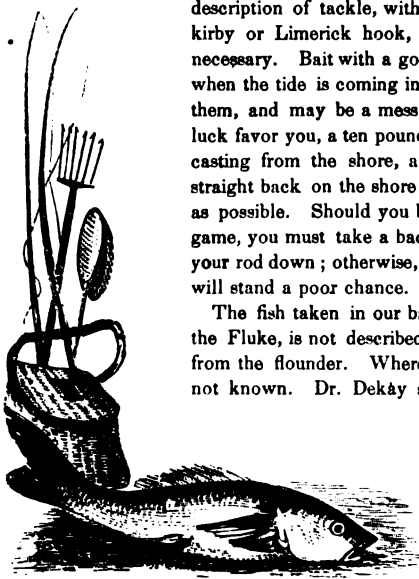 description of tackle, with
kirby or Limerick hook,
necessary. Bait with a go
when the tide is coming in
them, and may be a mess
luck favor you, a ten poun
casting from the shore, a
straight back on the shore
as possible. Should you
game, you must take a ba
your rod down ; otherwise,
will stand a poor chance.
The fish taken in our b
the Fluke, is not described
from the flounder. Where
not known. Dr. Dekay